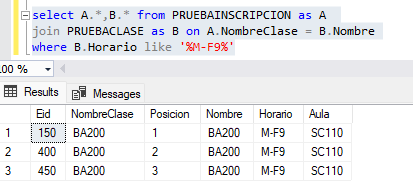 select A.*,B.* from PRUEBAINSCRIPCION as A
join PRUEBACLASE as B on A.NombreClase = B.Nombre
where B.Horario like '%M-F9%'
00 %
Results Messages
Eid NombreClase Posicion Nombre Horario Aula
1 150 BA200 1 BA200 M-F9 SC110
2 400 BA200 2 BA200 M-F9 SC110
3 450 BA200 3 BA200 M-F9 SC110